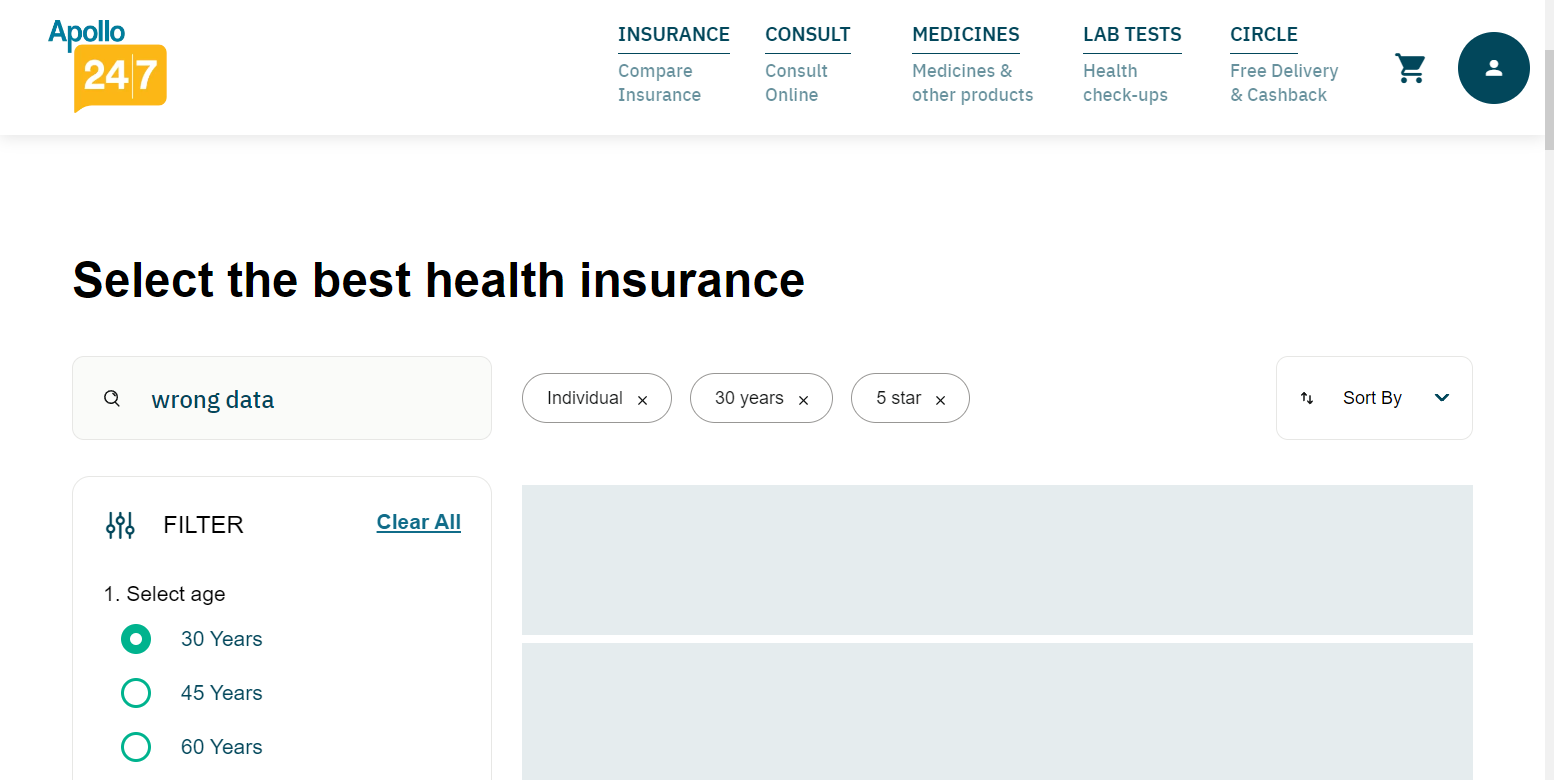 Apollo
24|7
INSURANCE
Compare
Insurance
CONSULT
Consult
Online
MEDICINES
Medicines &
other products
LAB TESTS
Health
check-ups
CIRCLE
Free Delivery
& Cashback
Select the best health insurance
wrong data
Individual ×
30 years ×
5 star ×
Sort By
FILTER
Clear All
1. Select age
30 Years
45 Years
60 Years